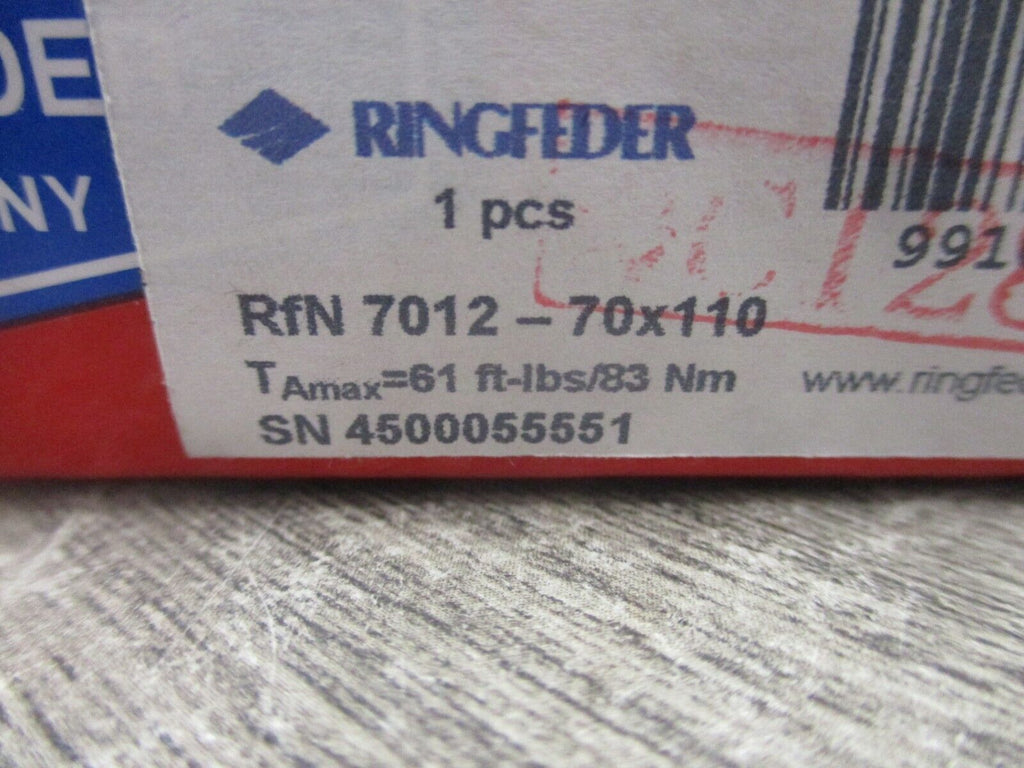 DE
NY
RINGFEDER
1 pcs
RfN 7012 – 70x110
TAmax=61 ft-lbs/83 Nm
SN 4500055551
991
www.ringfed